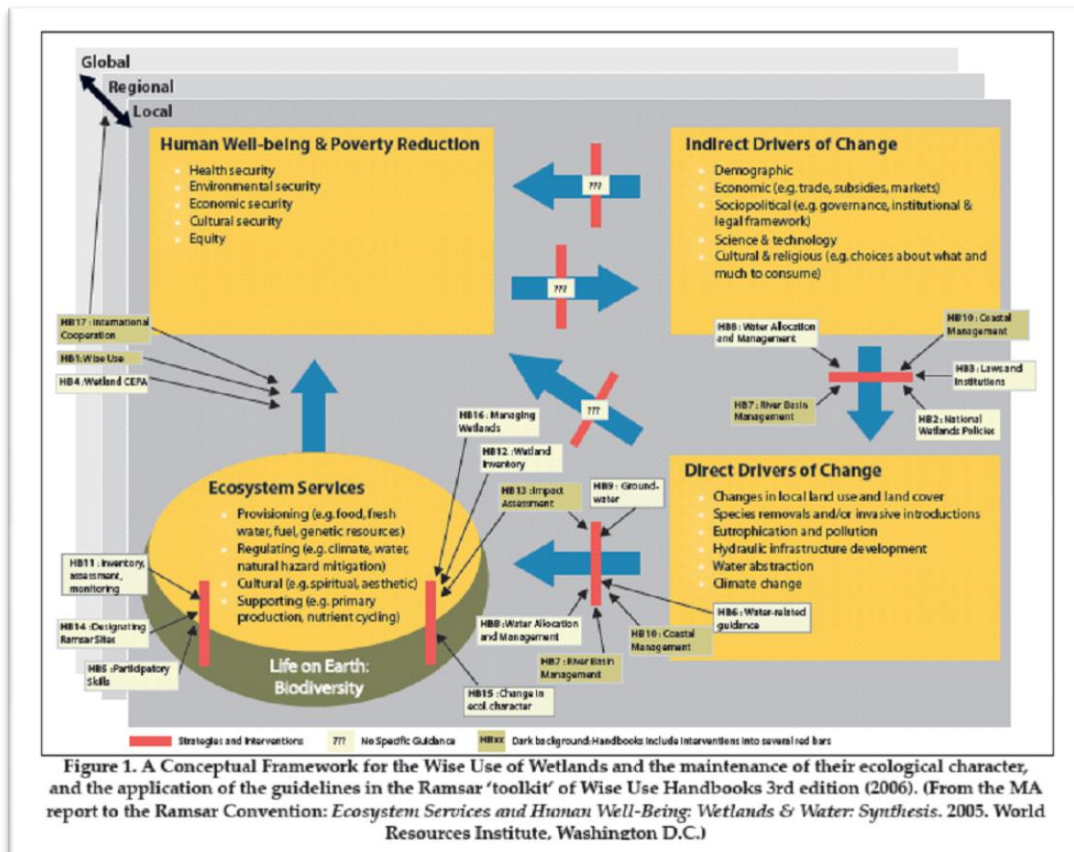 Global
Regional
Local
Human Well-being & Poverty Reduction
Health security
Environmental security
Economic security
Cultural security
Equity
Indirect Drivers of Change
Demographic
Economic (e.g. trade, subsidies, markets)
Sociopolitical (e.g. governance, institutional &
legal framework)
Science & technology
Cultural & religious (e.g. choices about what and
much to consume)
???
???
???
HB17: International
Cooperation
HB1: Wise Use
HB4: Wetland CEPA
HB8: Water Allocation
and Management
HB10: Coastal
Management
HB3: Laws and
Institutions
HB7: River Basin
Management
HB2: National
Wetlands Policies
HB16: Managing
Wetlands
HB12: Wetland
Inventory
HB13: Impact
Assessment
HB9: Ground-
water
Ecosystem Services
Provisioning (e.g. food, fresh
water, fuel, genetic resources)
Regulating (e.g. climate, water,
natural hazard mitigation)
Cultural (e.g. spiritual, aesthetic)
Supporting (e.g. primary
production, nutrient cycling)
Life on Earth:
Biodiversity
Direct Drivers of Change
Changes in local land use and land cover
Species removals and/or invasive introductions
Eutrophication and pollution
Hydraulic infrastructure development
Water abstraction
Climate change
HB11: Inventory,
assessment,
monitoring
HB14: Designating
Ramsar Sites
HB5: Participatory
Skills
HB8: Water Allocation
and Management
HB7: River Basin
Management
HB10: Coastal
Management
HB6: Water-related
guidance
HB15: Change in
ecol. character
Strategies and Interventions
??? No Specific Guidance
HBxx Dark background: Handbooks include interventions into several red bars
Figure 1. A Conceptual Framework for the Wise Use of Wetlands and the maintenance of their ecological character,
and the application of the guidelines in the Ramsar 'toolkit' of Wise Use Handbooks 3rd edition (2006). (From the MA
report to the Ramsar Convention: Ecosystem Services and Human Well-Being: Wetlands & Water: Synthesis. 2005. World
Resources Institute, Washington D.C.)